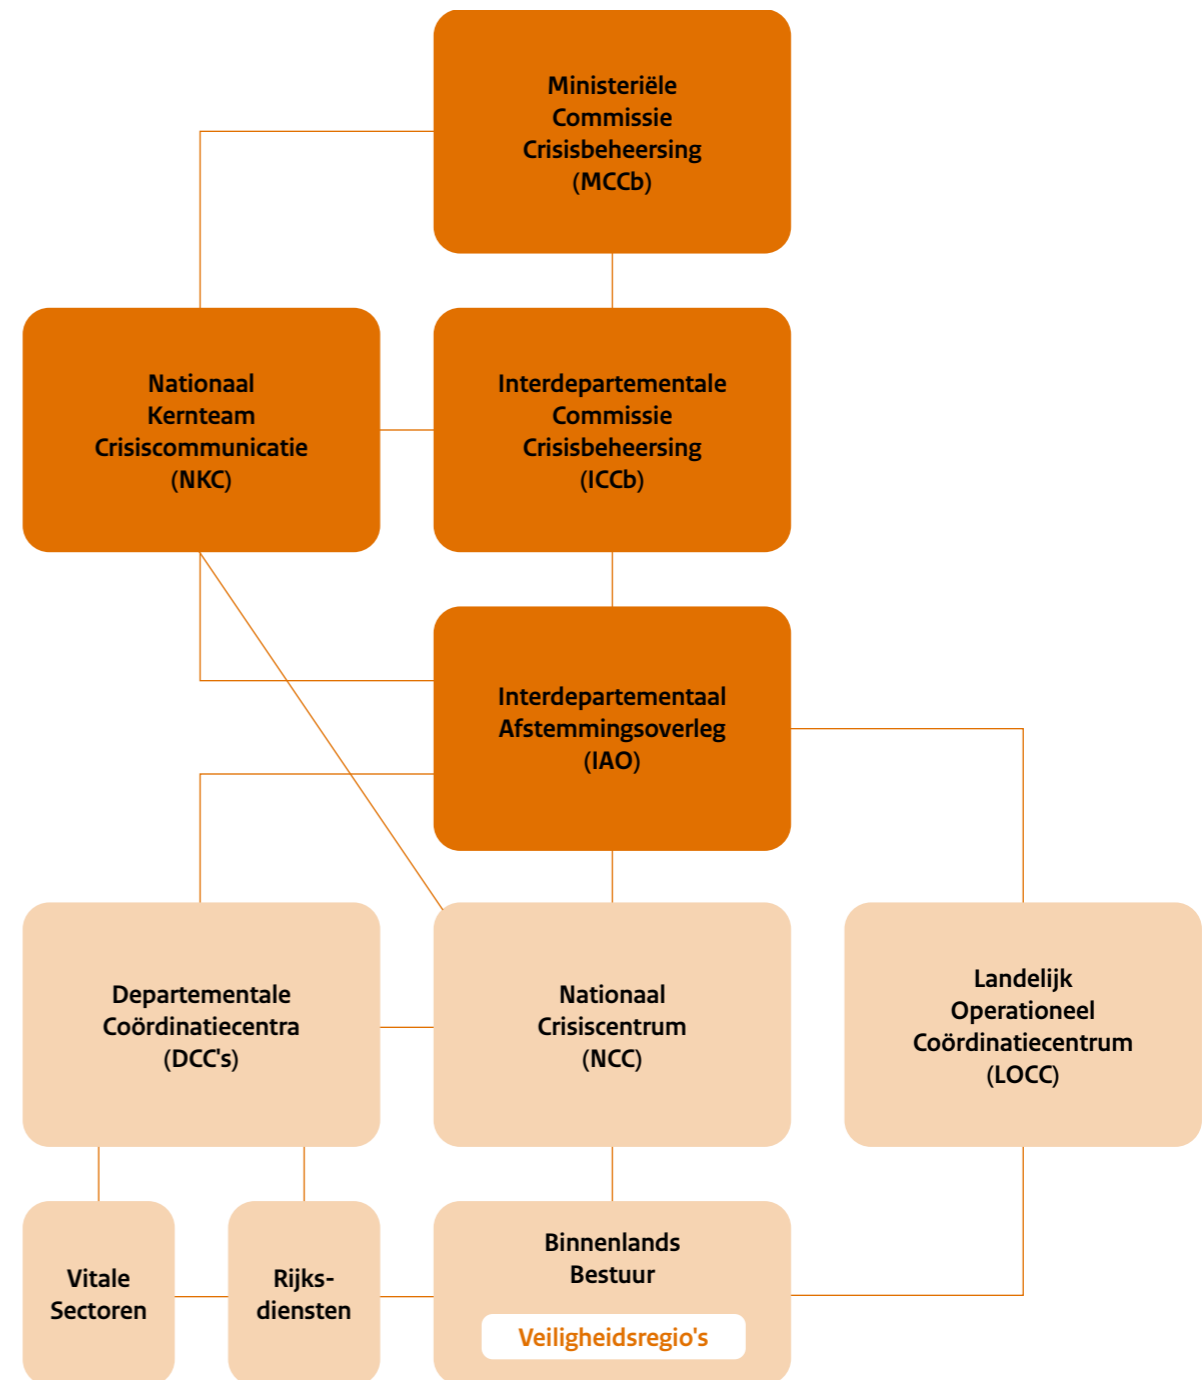 Ministeriële
Commissie
Crisisbeheersing
(MCCb)
Nationaal
Kernteam
Crisiscommunicatie
(NKC)
Interdepartementale
Commissie
Crisisbeheersing
(ICCb)
Interdepartementaal
Afstemmingsoverleg
(IAO)
Departementale
Coördinatiecentra
(DCC's)
Nationaal
Crisiscentrum
(NCC)
Landelijk
Operationeel
Coördinatiecentrum
(LOCC)
Vitale
Sectoren
Rijks-
diensten
Binnenlands
Bestuur
Veiligheidsregio's